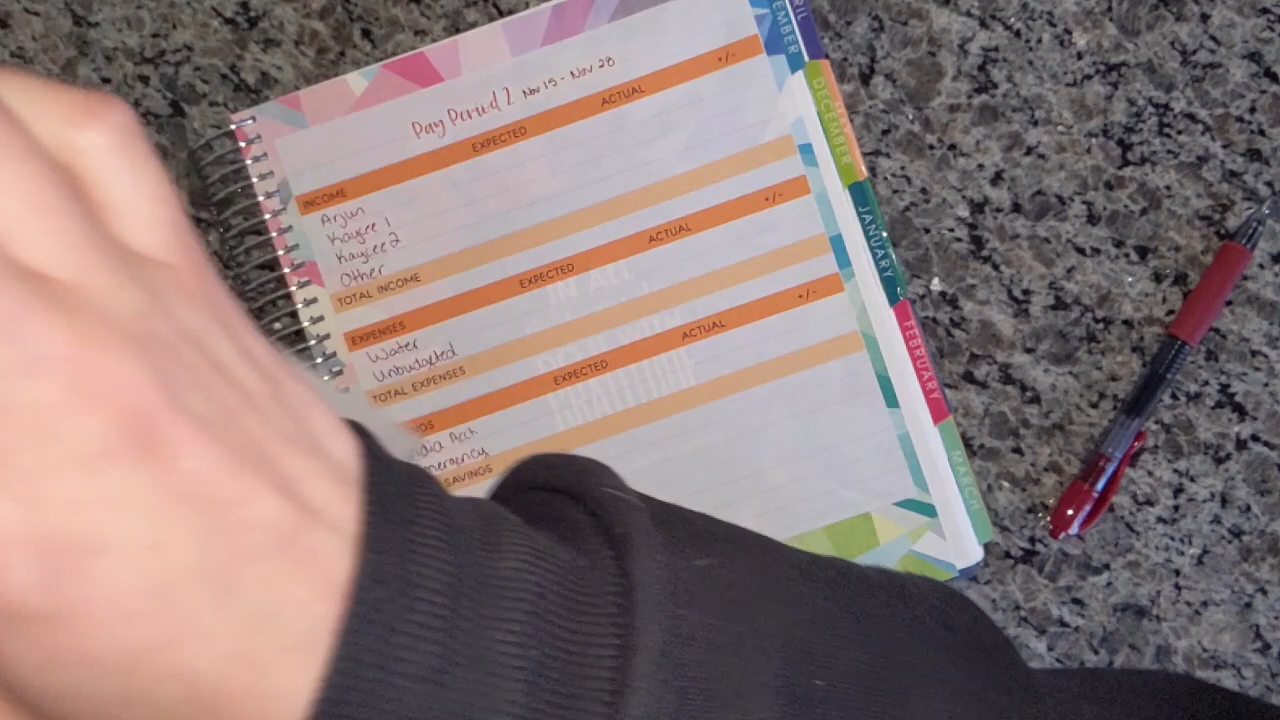 Pay Period 2 Nov 15 - Nov 28
INCOME EXPECTED ACTUAL +/-
Arjun
Kaycee 1
Kaycee 2
Other
TOTAL INCOME
EXPENSES EXPECTED ACTUAL +/-
Water
Unbudgeted
TOTAL EXPENSES
EXPECTED ACTUAL +/-
Acct
SAVINGS
DECEMBER
JANUARY
FEBRUARY
MARCH